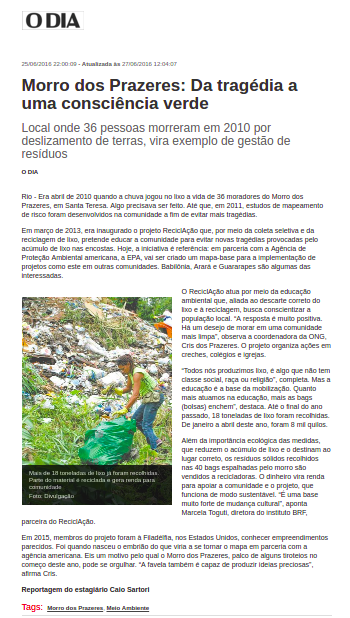 O DIA
25/06/2016 22:00:09 - Atualizada às 27/06/2016 12:04:07
Morro dos Prazeres: Da tragédia a
uma consciência verde
Local onde 36 pessoas morreram em 2010 por
deslizamento de terras, vira exemplo de gestão de
resíduos
O DIA
Rio - Era abril de 2010 quando a chuva jogou no lixo a vida de 36 moradores do Morro dos
Prazeres, em Santa Teresa. Algo precisava ser feito. Até que, em 2011, estudos de mapeamento
de risco foram desenvolvidos na comunidade a fim de evitar mais tragédias.
Em março de 2013, era inaugurado o projeto ReciclAção que, por meio da coleta seletiva e da
reciclagem de lixo, pretende educar a comunidade para evitar novas tragédias provocadas pelo
acúmulo de lixo nas encostas. Hoje, a iniciativa é referência: em parceria com a Agência de
Proteção Ambiental americana, a EPA, vai ser criado um mapa-base para a implementação de
projetos como este em outras comunidades. Babilônia, Arará e Guararapes são algumas das
interessadas.
O ReciclAção atua por meio da educação
ambiental que, aliada ao descarte correto do
lixo e à reciclagem, busca conscientizar a
população local. “A resposta é muito positiva.
Há um desejo de morar em uma comunidade
mais limpa”, observa a coordenadora da ONG,
Cris dos Prazeres. O projeto organiza ações em
creches, colégios e igrejas.
“Todos nós produzimos lixo, é algo que não tem
classe social, raça ou religião”, completa. Mas a
educação é a base da mobilização. Quanto
mais atuamos na educação, mais as bags
(bolsas) enchem”, destaca. Até o final do ano
passado, 18 toneladas de lixo foram recolhidas.
De janeiro a abril deste ano, foram 8 mil quilos.
Mais de 18 toneladas de lixo já foram recolhidas.
Parte do material é reciclada e gera renda para
comunidade
Foto: Divulgação
Além da importância ecológica das medidas,
que reduzem o acúmulo de lixo e o destinam ao
lugar correto, os resíduos sólidos recolhidos
nas 40 bags espalhadas pelo morro são
vendidos a recicladoras. O dinheiro vira renda
para apoiar a comunidade e o projeto, que
funciona de modo sustentável. “É uma base
muito forte de mudança cultural”, aponta
Marcela Toguti, diretora do instituto BRF,
parceira do ReciclAção.
Em 2015, membros do projeto foram à Filadélfia, nos Estados Unidos, conhecer empreendimentos
parecidos. Foi quando nasceu o embrião do que viria a se tornar o mapa em parceria com a
agência americana. Eis um motivo pelo qual o Morro dos Prazeres, palco de alguns tiroteios no
começo deste ano, pode se orgulhar. “A favela também é capaz de produzir ideias preciosas”,
afirma Cris.
Reportagem do estagiário Caio Sartori
Tags: Morro dos Prazeres, Meio Ambiente